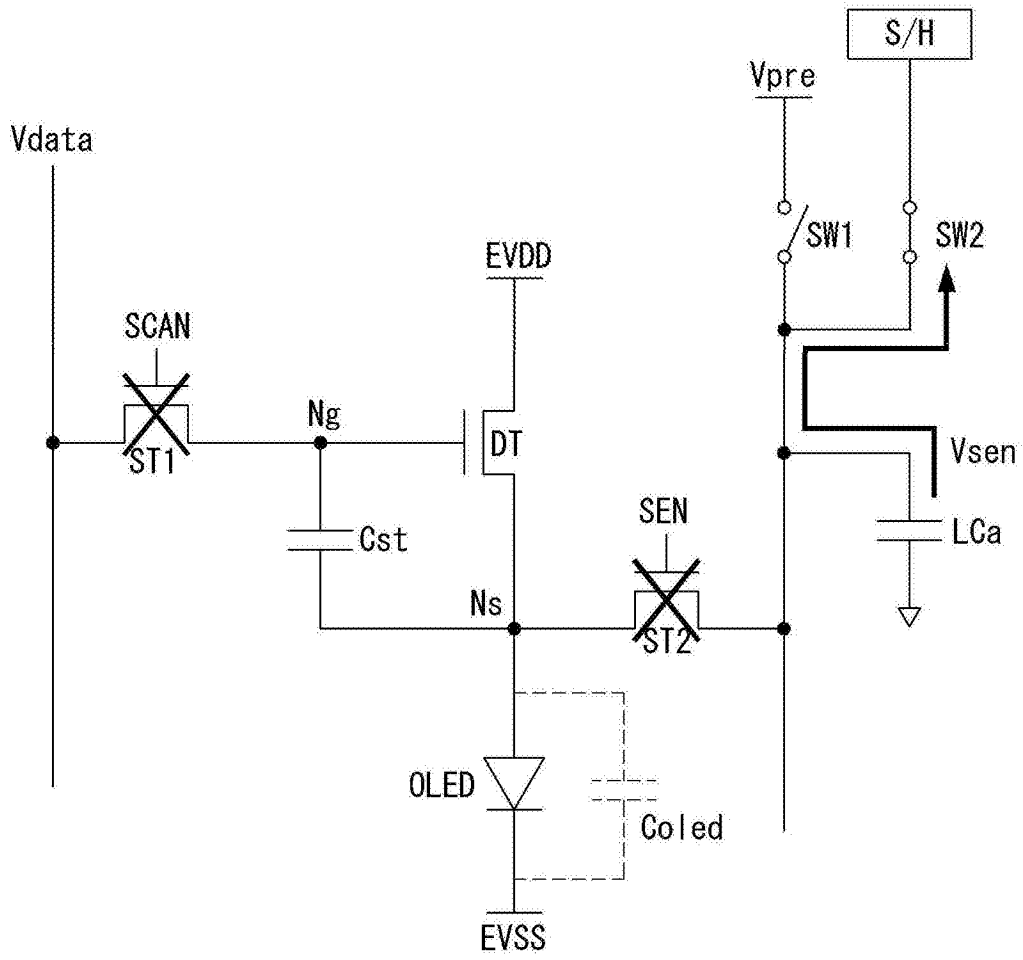 S/H
Vpre
Vdata
SW1
SW2
EVDD
SCAN
Ng
DT
ST1
Vsen
SEN
Cst
LCa
Ns
ST2
OLED
Coled
EVSS